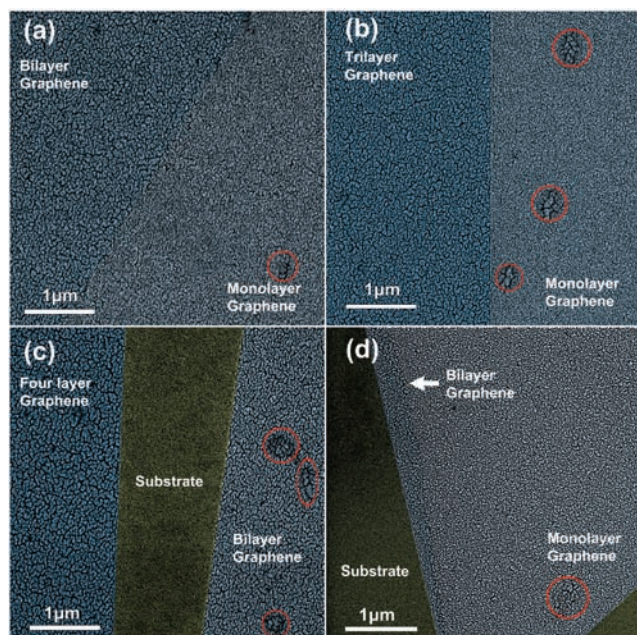 (a)
Bilayer
Graphene
Monolayer
Graphene
1μm
(b)
Trilayer
Graphene
Monolayer
Graphene
1μm
(c)
Four layer
Graphene
Substrate
Bilayer
Graphene
1μm
(d)
Bilayer
Graphene
Monolayer
Graphene
Substrate
1μm